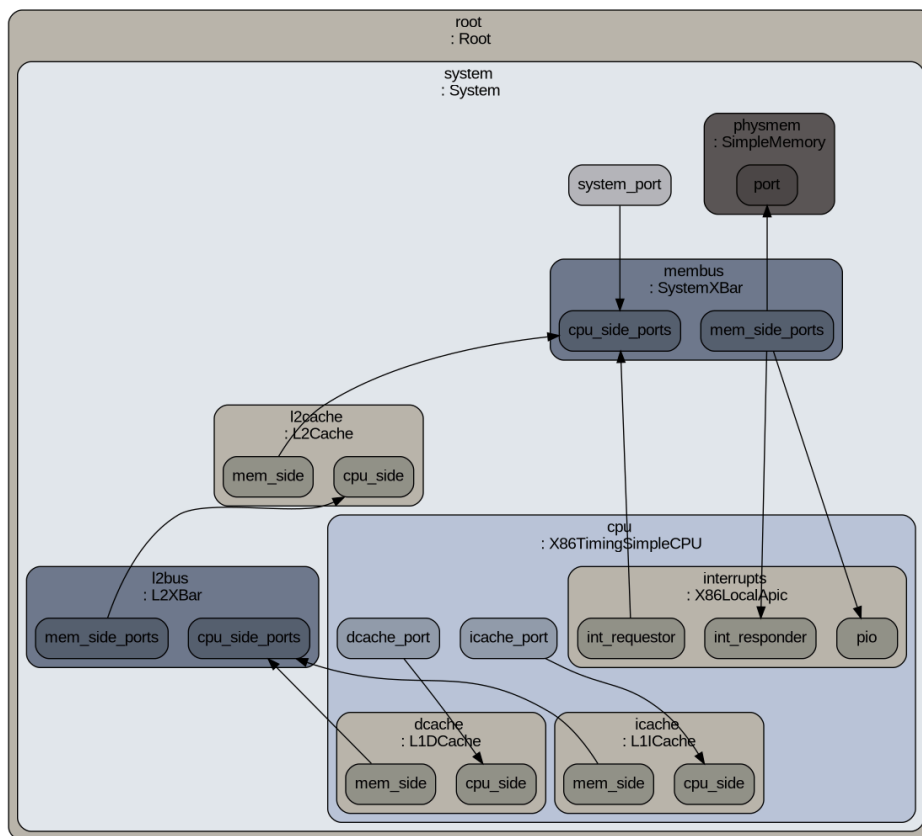 root
: Root
system
: System
physmem
: SimpleMemory
system_port
port
membus
: SystemXBar
cpu_side_ports
mem_side_ports
l2cache
: L2Cache
mem_side
cpu_side
cpu
: X86TimingSimpleCPU
l2bus
: L2XBar
mem_side_ports
cpu_side_ports
interrupts
: X86LocalApic
dcache_port
icache_port
int_requestor
int_responder
pio
dcache
: L1DCache
mem_side
cpu_side
icache
: L1ICache
mem_side
cpu_side